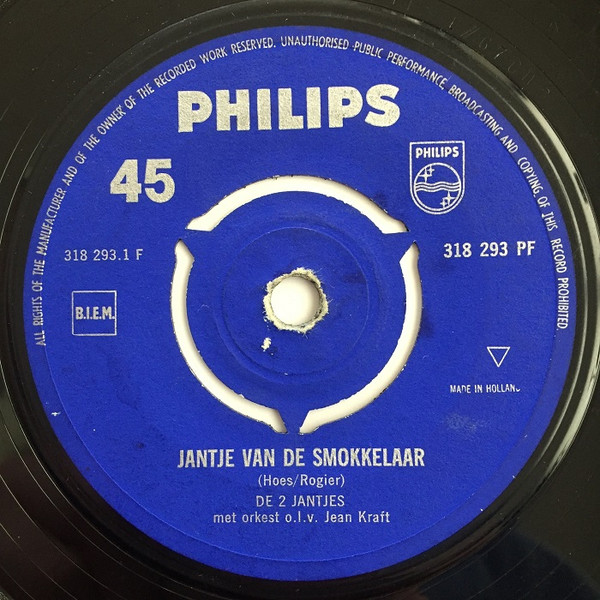 ALL RIGHTS OF THE MANUFACTURER AND OF THE OWNER OF THE RECORDED WORK RESERVED. UNAUTHORISED PUBLIC PERFORMANCE, BROADCASTING AND COPYING OF THIS RECORD PROHIBITED
PHILIPS
45
PHILIPS
318 293.1 F
318 293 PF
B.I.E.M.
MADE IN HOLLAND
JANTJE VAN DE SMOKKELAAR
(Hoes/Rogier)
DE 2 JANTJES
met orkest o.l.v. Jean Kraft